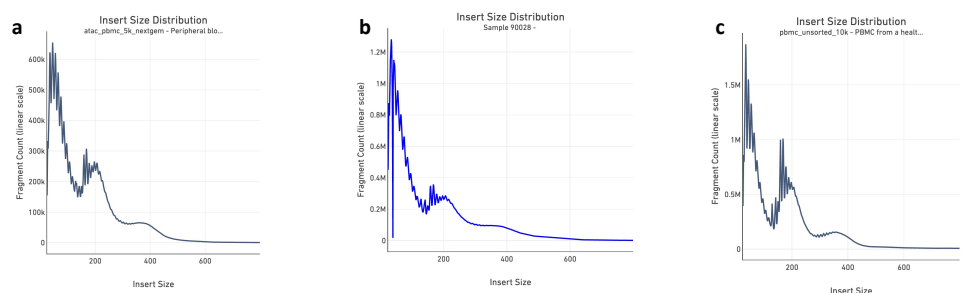 a
Insert Size Distribution
atac_pbmc_5k_nextgem - Peripheral blo...
Fragment Count (linear scale)
600k
500k
400k
300k
200k
100k
0
200
400
600
Insert Size
b
Insert Size Distribution
Sample 90028 -
Fragment Count (linear scale)
1.2M
1M
0.8M
0.6M
0.4M
0.2M
0
200
400
600
Insert Size
c
Insert Size Distribution
pbmc_unsorted_10k - PBMC from a healt...
Fragment Count (linear scale)
1.5M
1M
0.5M
0
200
400
600
Insert Size